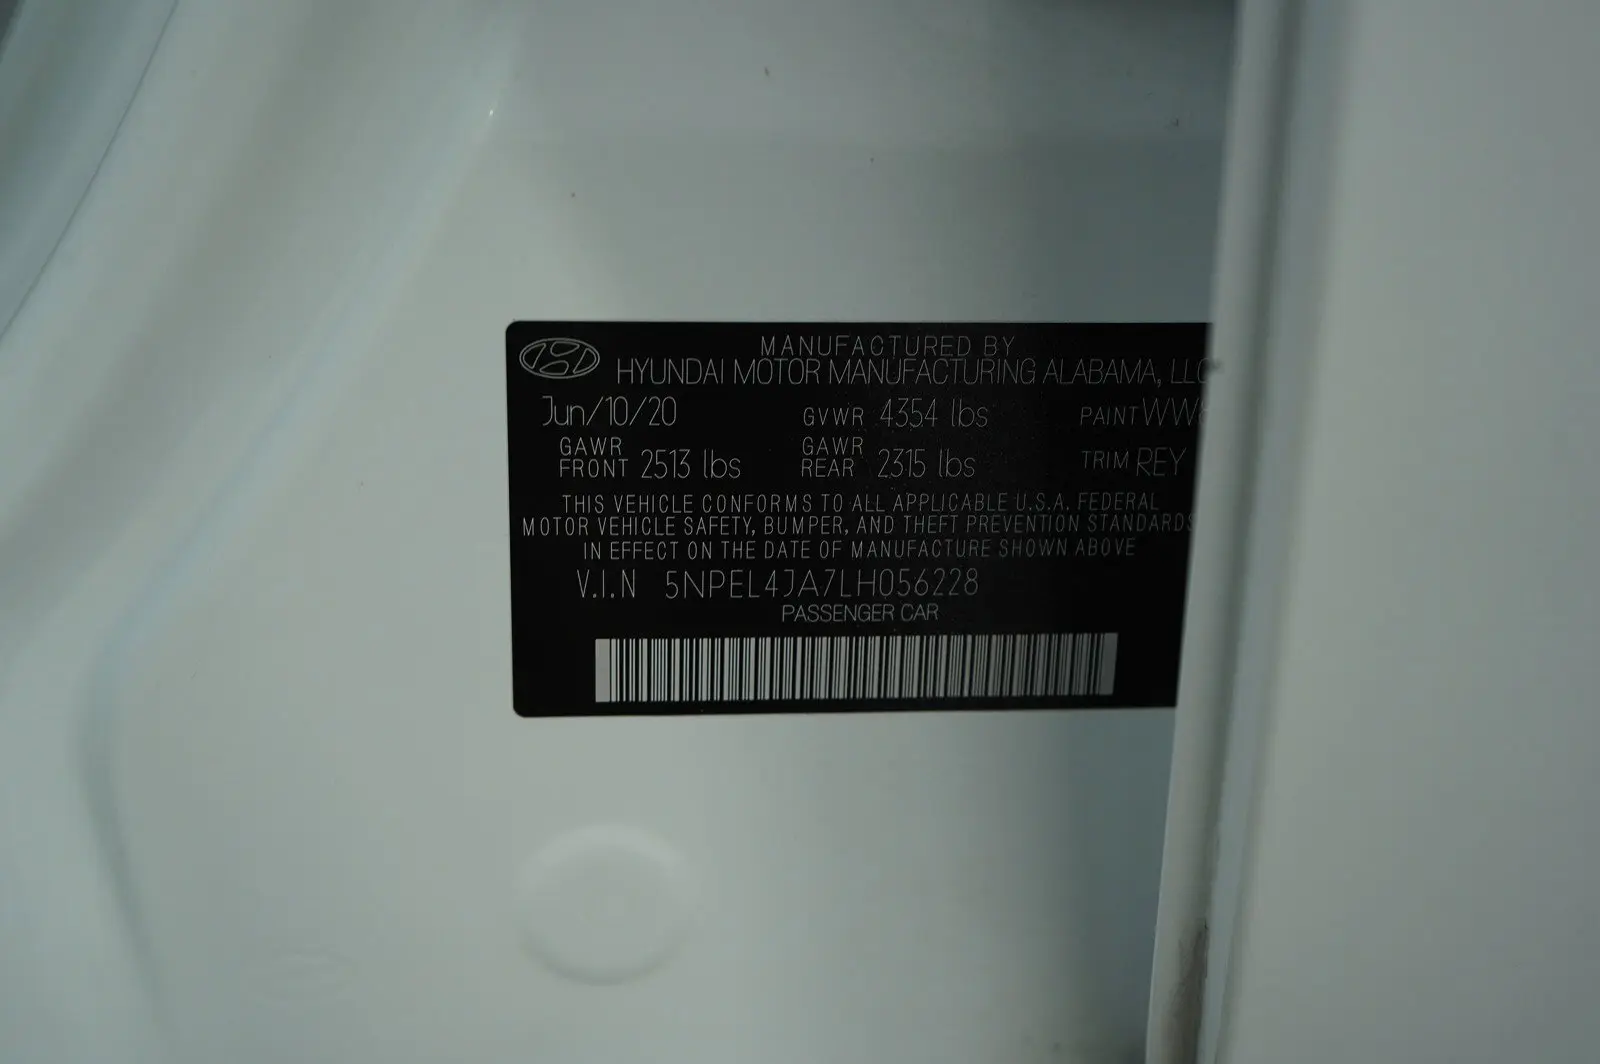 MANUFACTURED BY
HYUNDAI MOTOR MANUFACTURING ALABAMA, LLC
Jun/10/20 GVWR 4354 lbs PAINT
GAWR FRONT 2513 lbs GAWR REAR 2315 lbs TRIM REY
THIS VEHICLE CONFORMS TO ALL APPLICABLE U.S.A. FEDERAL
MOTOR VEHICLE SAFETY, BUMPER, AND THEFT PREVENTION STANDARDS
IN EFFECT ON THE DATE OF MANUFACTURE SHOWN ABOVE
V.I.N 5NPEL4JA7LH056228
PASSENGER CAR